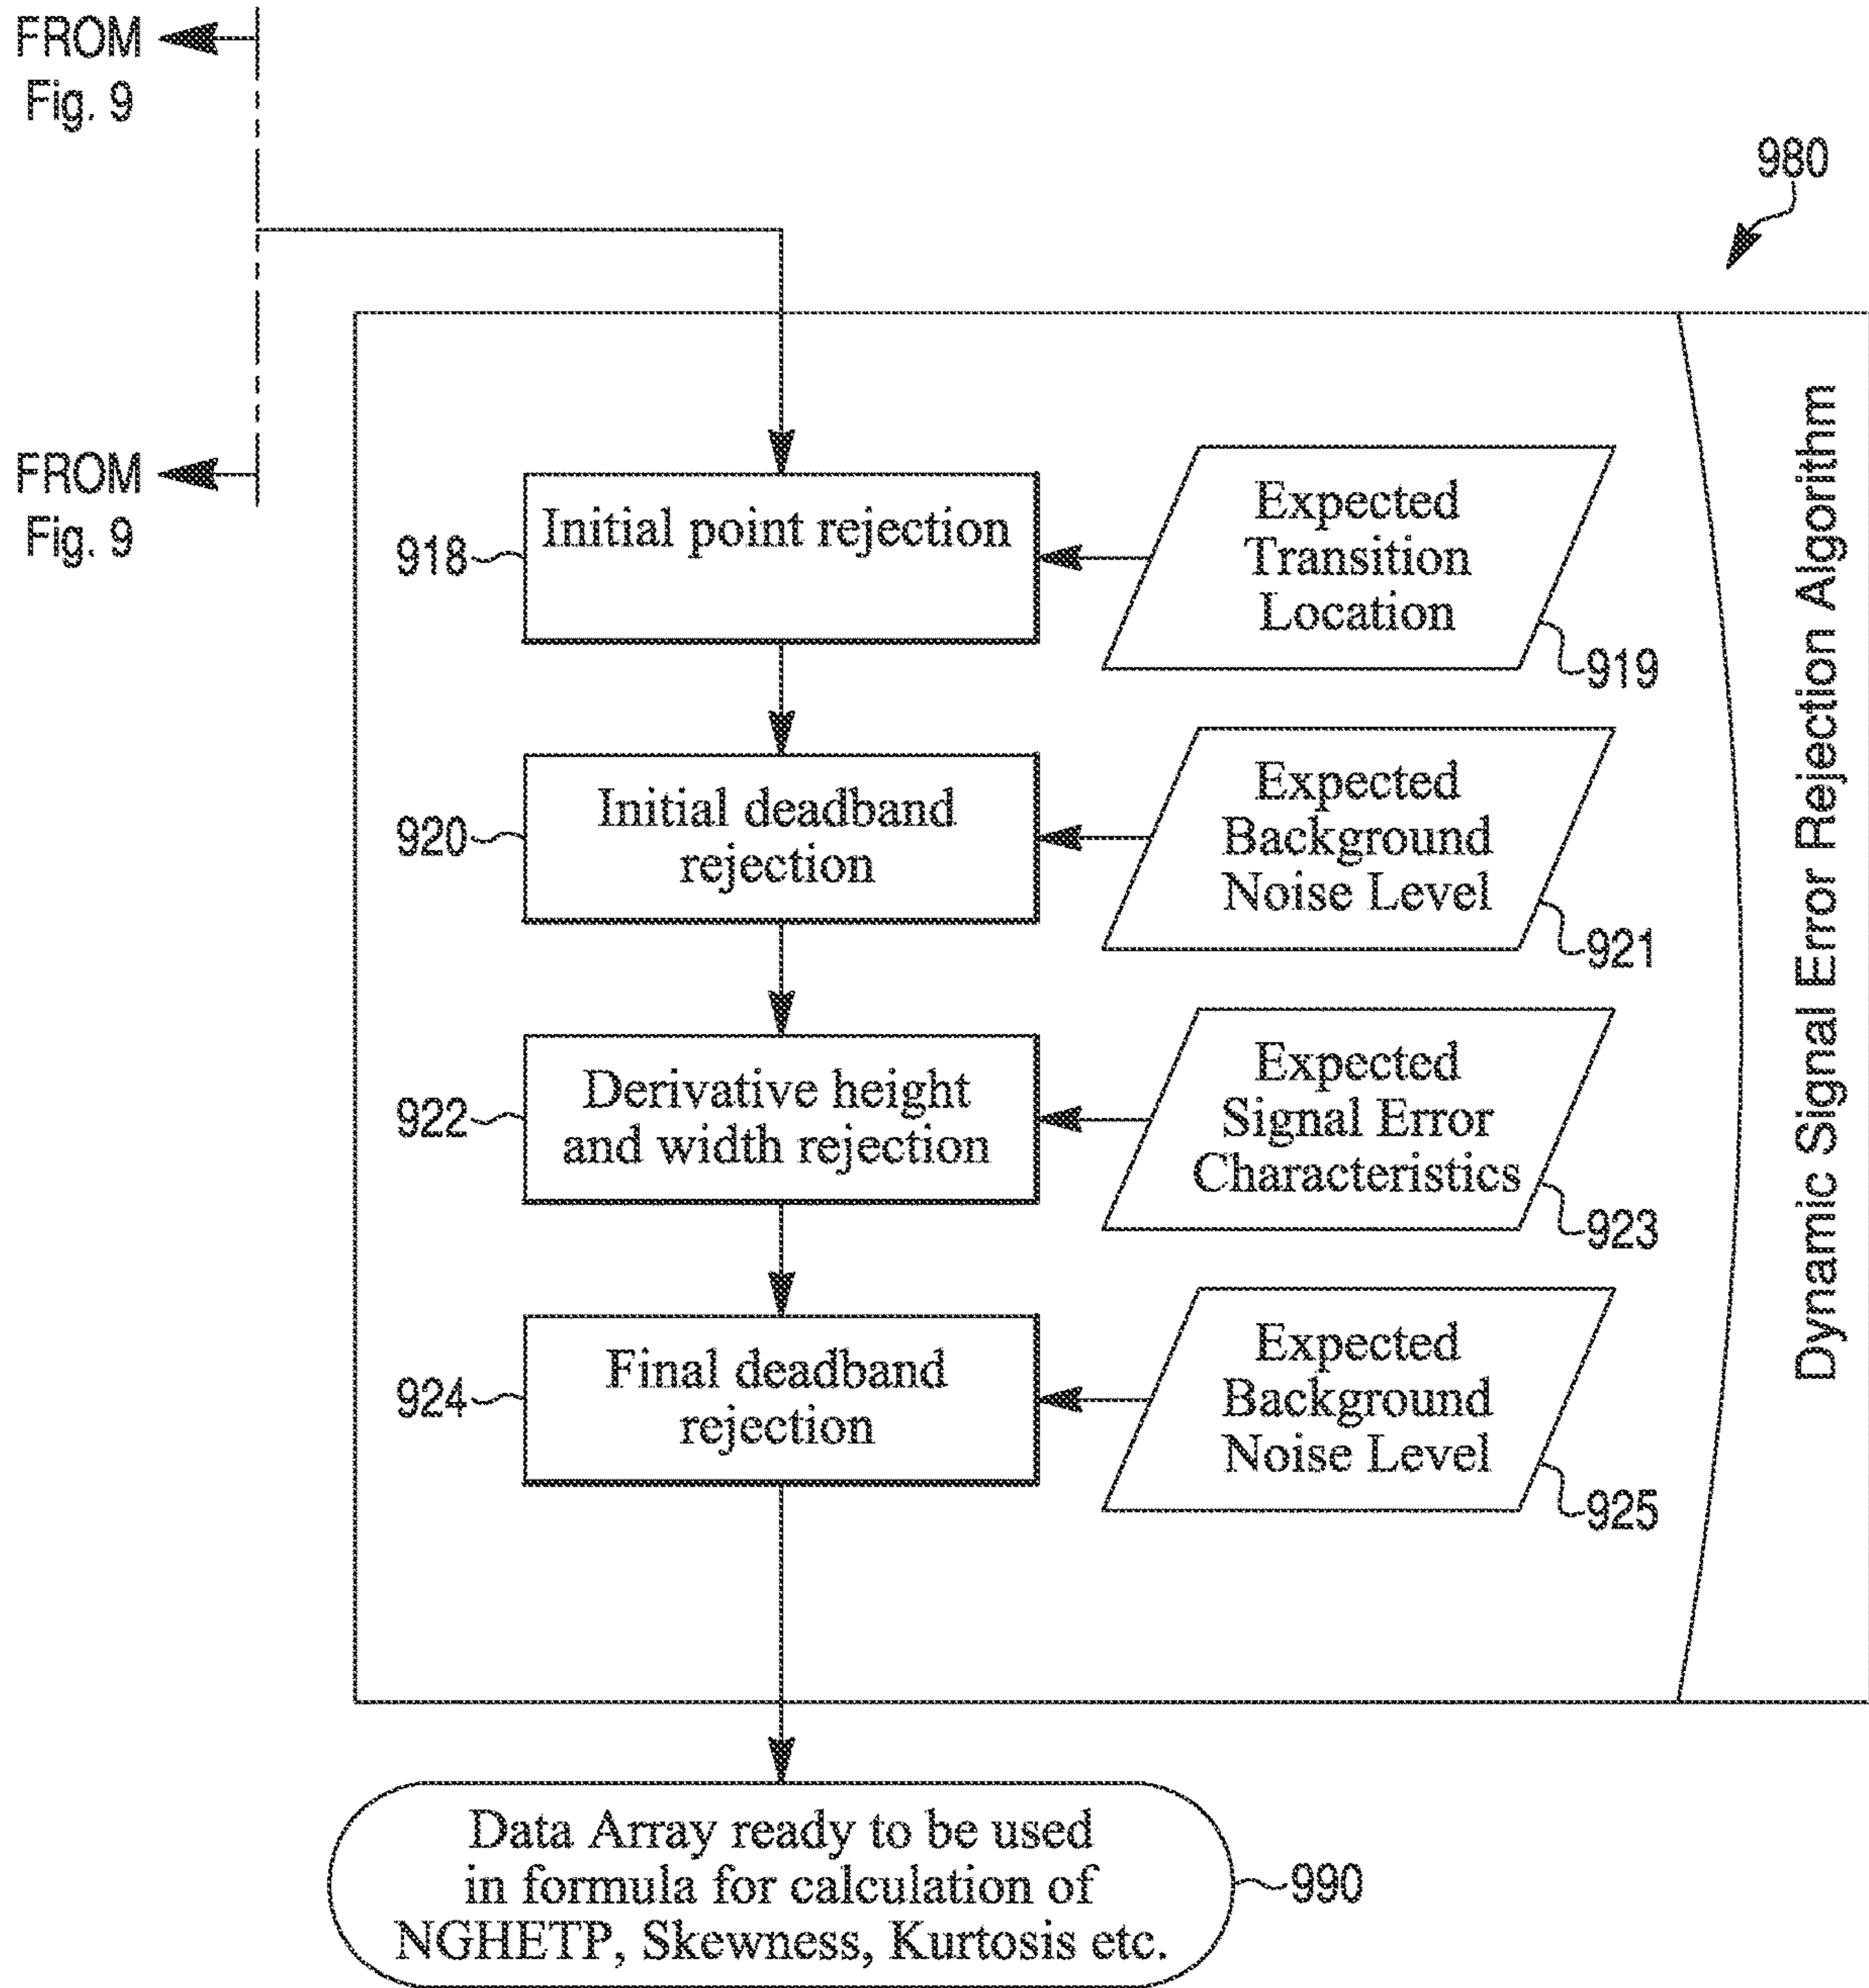 FROM
Fig. 9
980
FROM
Fig. 9
918
Initial point rejection
Expected
Transition
Location
919
920
Initial deadband
rejection
Expected
Background
Noise Level
921
922
Derivative height
and width rejection
Expected
Signal Error
Characteristics
923
924
Final deadband
rejection
Expected
Background
Noise Level
925
Dynamic Signal Error Rejection Algorithm
Data Array ready to be used
in formula for calculation of
NGHETP, Skewness, Kurtosis etc.
990